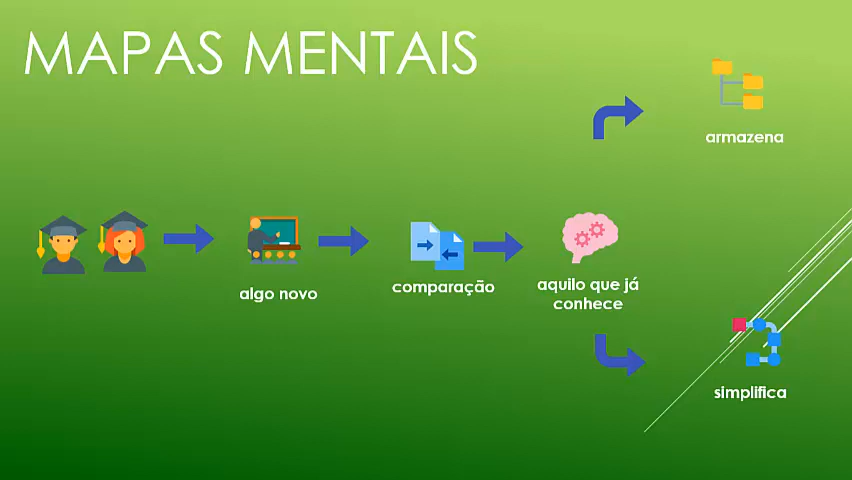 MAPAS MENTAIS
armazena
algo novo
comparação
aquilo que já
conhece
simplifica